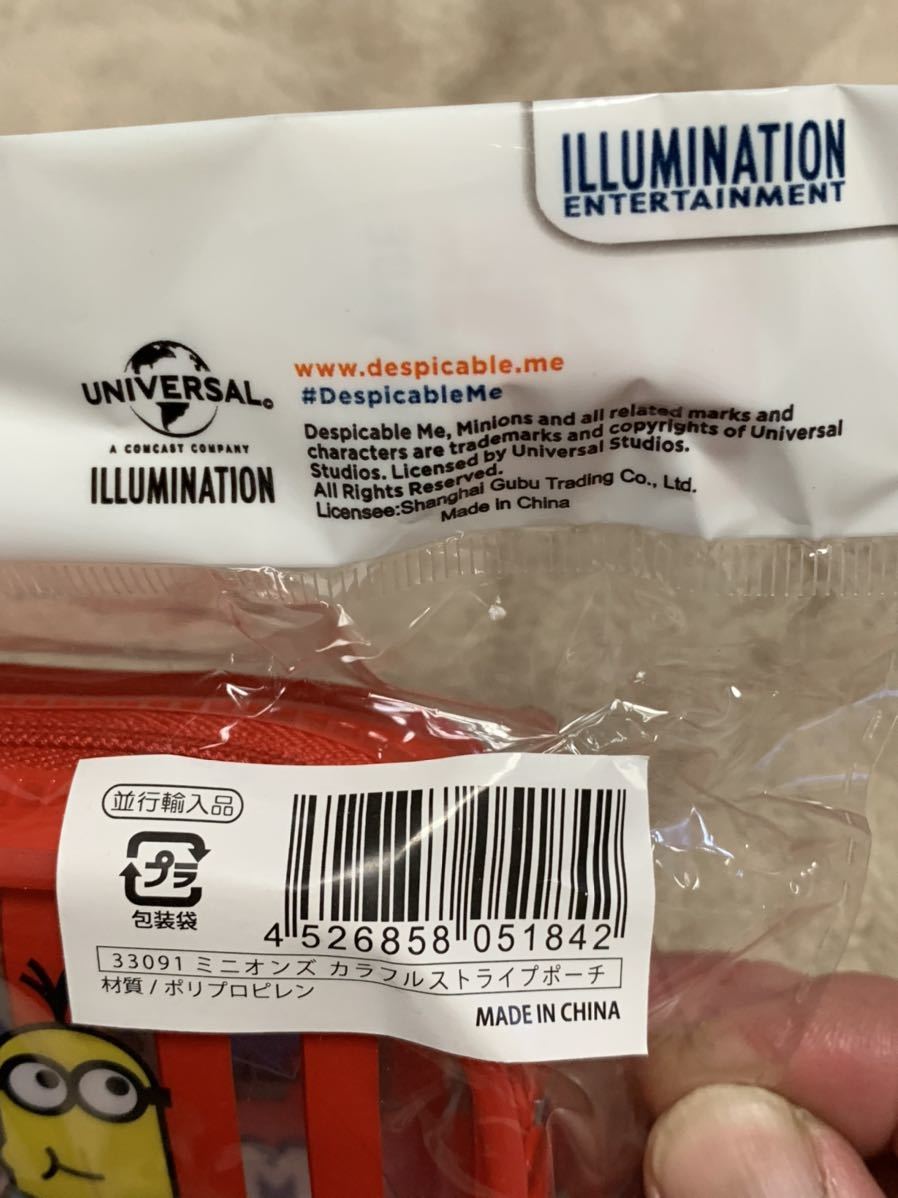 ILLUMINATION
ENTERTAINMENT
UNIVERSAL
A COMCAST COMPANY
ILLUMINATION
www.despicable.me
#DespicableMe
Despicable Me, Minions and all related marks and
characters are trademarks and copyrights of Universal
Studios. Licensed by Universal Studios.
All Rights Reserved.
Licensee:Shanghai Gubu Trading Co., Ltd.
Made in China
並行輸入品
プラ
包装袋
4 526858 051842
33091 ミニオンズ カラフルストライプポーチ
材質 / ポリプロピレン
MADE IN CHINA